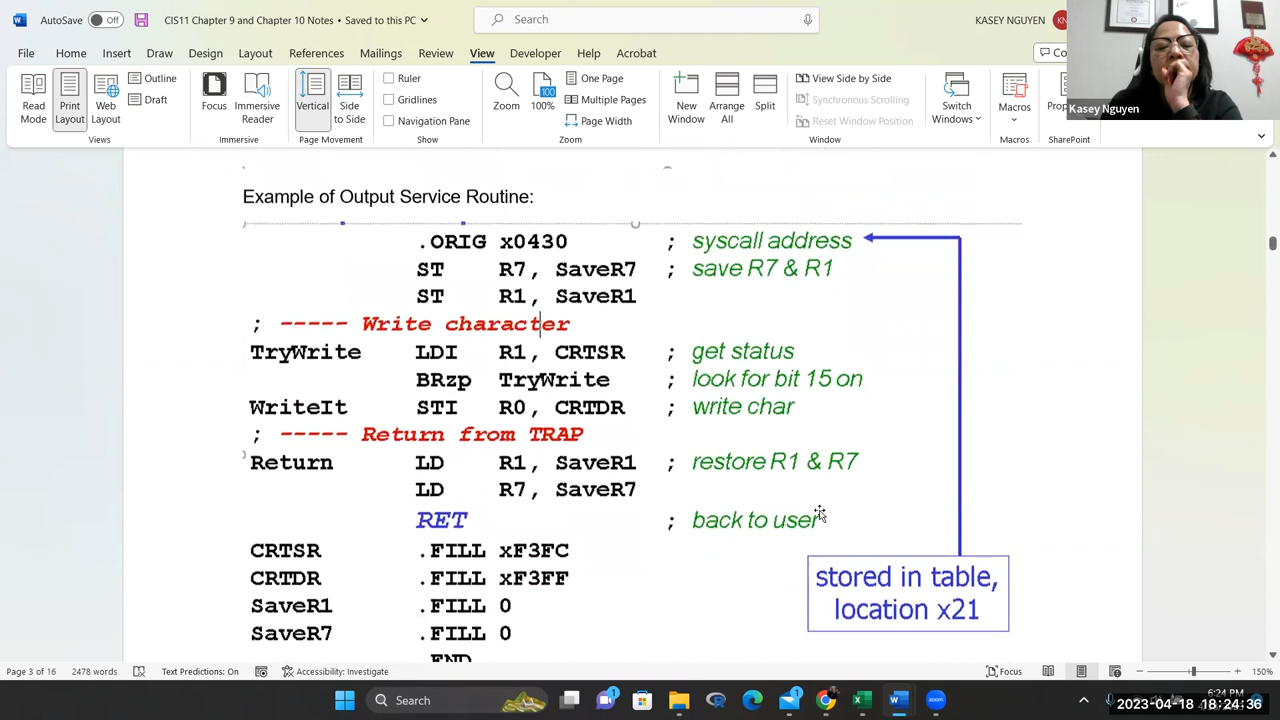 AutoSave Off CIS11 Chapter 9 and Chapter 10 Notes • Saved to this PC Search KASEY NGUYEN
File Home Insert Draw Design Layout References Mailings Review View Developer Help Acrobat
Read Mode Print Layout Web Layout Outline Draft Focus Immersive Reader Vertical Side to Side Ruler Gridlines Navigation Pane Zoom 100% One Page Multiple Pages Page Width New Window Arrange All Split View Side by Side Synchronous Scrolling Reset Window Position Switch Windows Macros
Kasey Nguyen
Views Immersive Page Movement Show Zoom Window Macros SharePoint
Example of Output Service Routine:
.ORIG x0430 ; syscall address
ST R7, SaveR7 ; save R7 & R1
ST R1, SaveR1
; ----- Write character
TryWrite LDI R1, CRTSR ; get status
BRzp TryWrite ; look for bit 15 on
WriteIt STI R0, CRTDR ; write char
; ----- Return from TRAP
Return LD R1, SaveR1 ; restore R1 & R7
LD R7, SaveR7
RET ; back to user
CRTSR .FILL xF3FC
CRTDR .FILL xF3FF
SaveR1 .FILL 0
SaveR7 .FILL 0
.END
stored in table,
location x21
Page 3 of 16 2478 words Text Predictions: On Accessibility: Investigate Focus 150%
Search 6:24 PM
2023-04-18 18:24:36